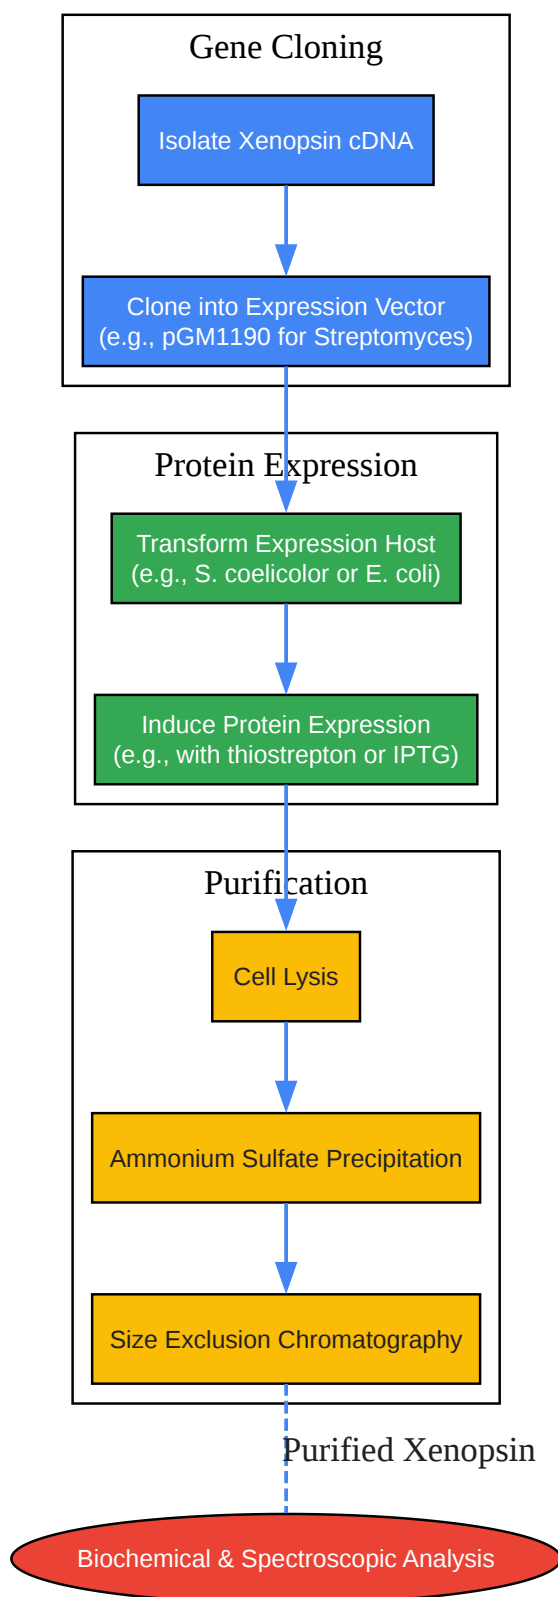 Gene Cloning
Isolate Xenopsin cDNA
Clone into Expression Vector
(e.g., pGM1190 for Streptomyces)
Protein Expression
Transform Expression Host
(e.g., S. coelicolor or E. coli)
Induce Protein Expression
(e.g., with thiostrepton or IPTG)
Purification
Cell Lysis
Ammonium Sulfate Precipitation
Size Exclusion Chromatography
Purified Xenopsin
Biochemical & Spectroscopic Analysis